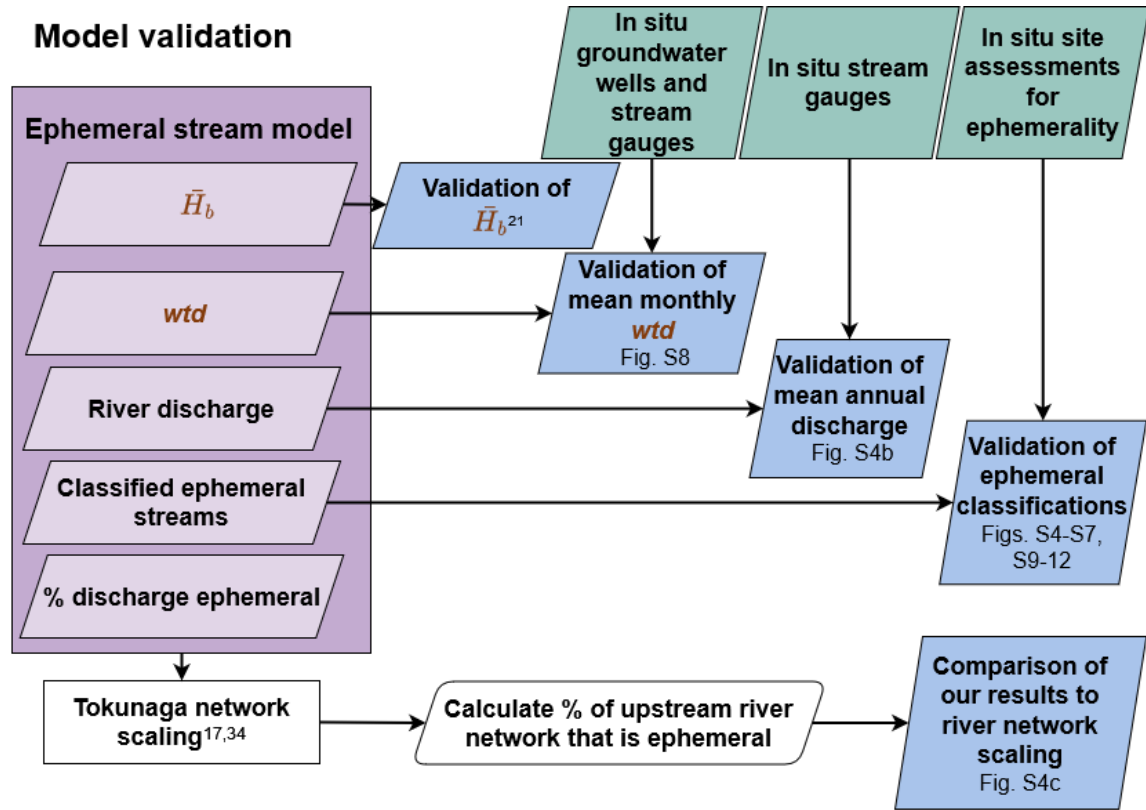 Model validation
In situ
groundwater
wells and
stream
gauges
In situ stream
gauges
In situ site
assessments
for
ephemerality
Ephemeral stream model
H̄b
Validation of
H̄b21
wtd
Validation of
mean monthly
wtd
Fig. S8
River discharge
Validation of
mean annual
discharge
Fig. S4b
Classified ephemeral
streams
Validation of
ephemeral
classifications
Figs. S4-S7,
S9-12
% discharge ephemeral
Tokunaga network
scaling17,34
Calculate % of upstream river
network that is ephemeral
Comparison of
our results to
river network
scaling
Fig. S4c